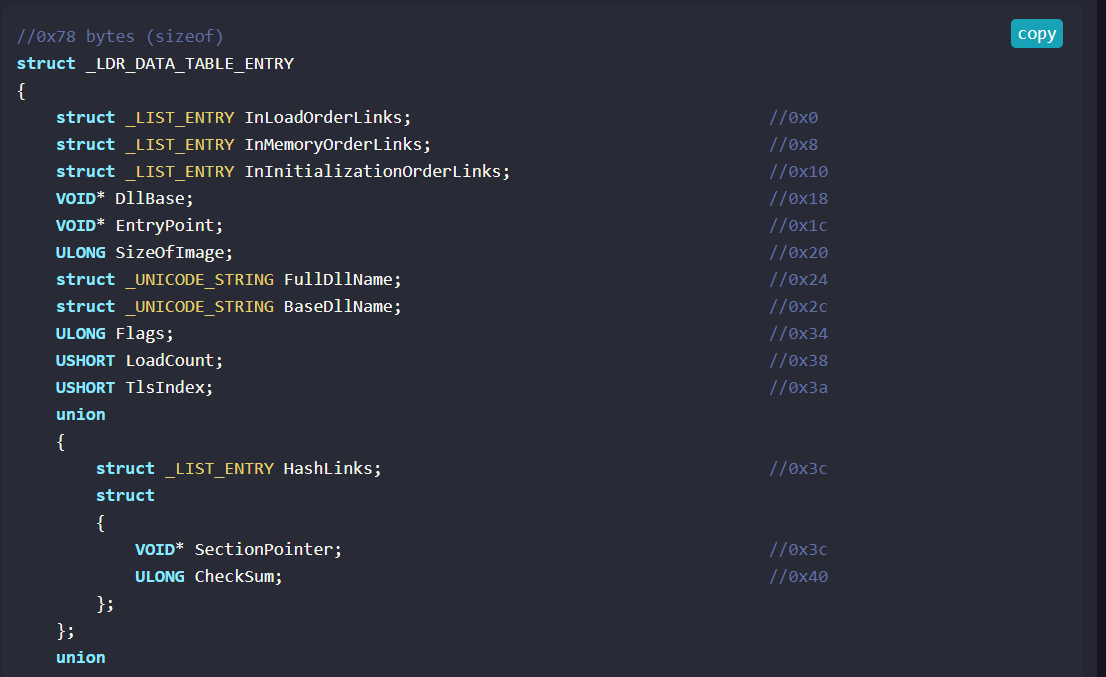 //0x78 bytes (sizeof)
copy
struct _LDR_DATA_TABLE_ENTRY
{
    struct _LIST_ENTRY InLoadOrderLinks; //0x0
    struct _LIST_ENTRY InMemoryOrderLinks; //0x8
    struct _LIST_ENTRY InInitializationOrderLinks; //0x10
    VOID* DllBase; //0x18
    VOID* EntryPoint; //0x1c
    ULONG SizeOfImage; //0x20
    struct _UNICODE_STRING FullDllName; //0x24
    struct _UNICODE_STRING BaseDllName; //0x2c
    ULONG Flags; //0x34
    USHORT LoadCount; //0x38
    USHORT TlsIndex; //0x3a
    union
    {
        struct _LIST_ENTRY HashLinks; //0x3c
        struct
        {
            VOID* SectionPointer; //0x3c
            ULONG CheckSum; //0x40
        };
    };
    union